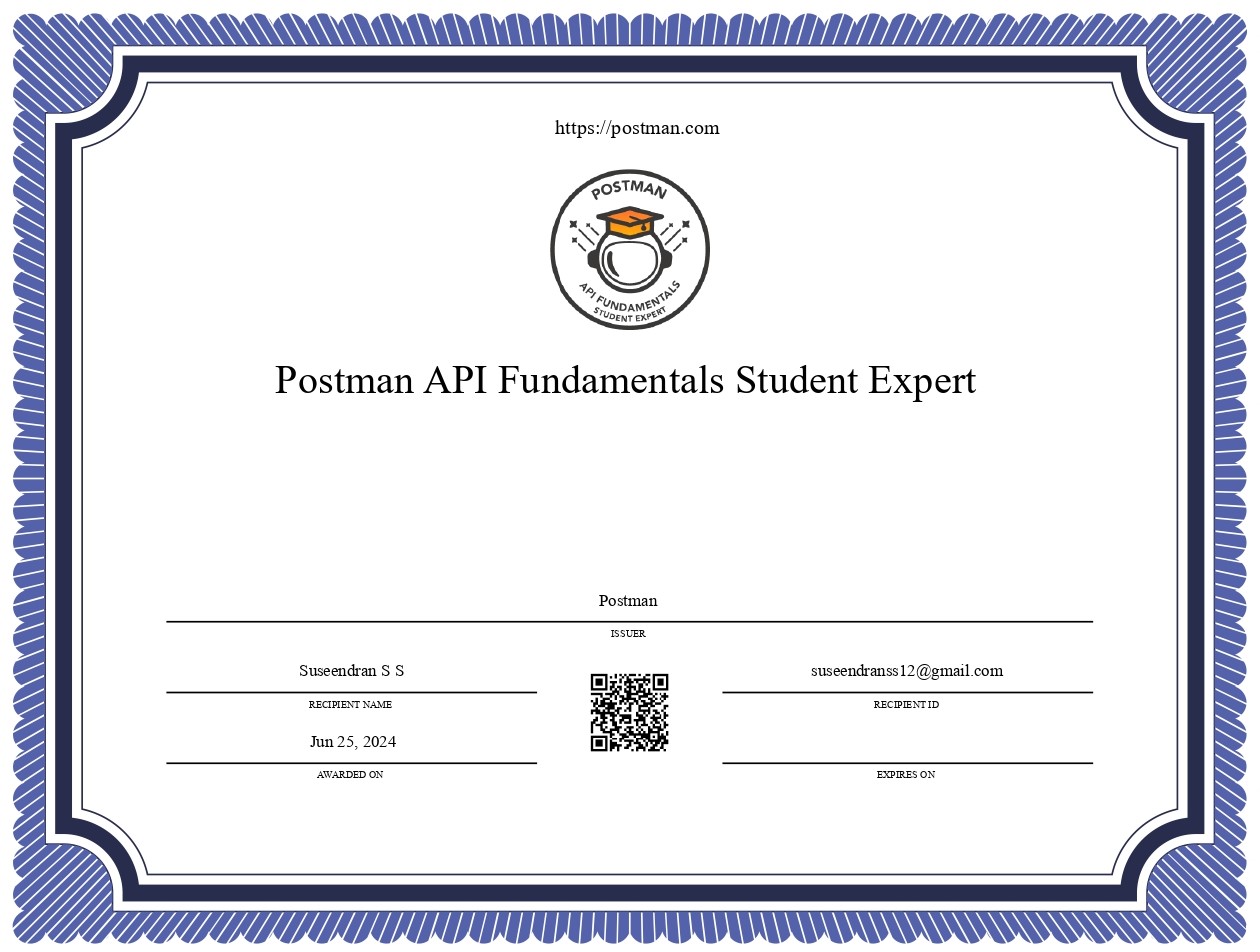 https://postman.com
POSTMAN
API FUNDAMENTALS
STUDENT EXPERT
Postman API Fundamentals Student Expert
Postman
ISSUER
Suseendran S S
suseendranss12@gmail.com
RECIPIENT NAME
RECIPIENT ID
Jun 25, 2024
AWARDED ON
EXPIRES ON